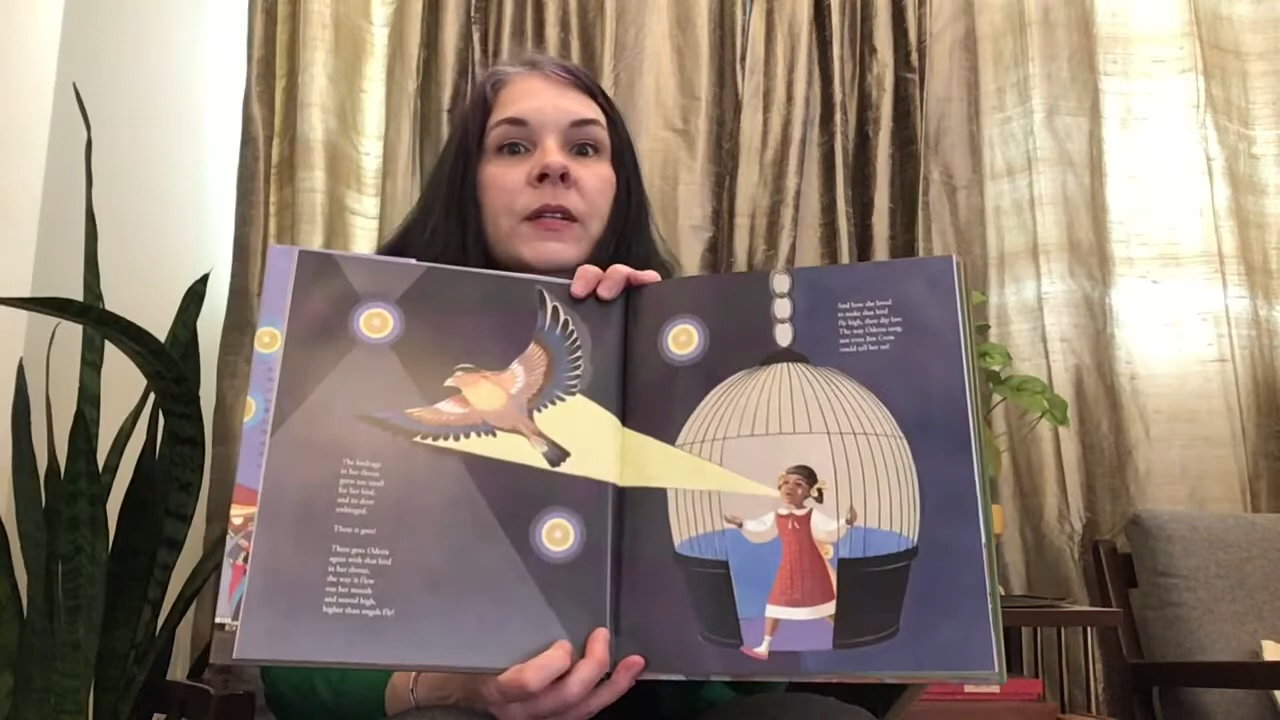 The birdcage
in her throat
grew too small
for her bird,
and its door
unhinged.
There it goes!
There goes Odetta
again with that bird
in her throat,
the way it flew
out her mouth
and soared high,
higher than angels fly!
And how she loved
to make that bird
fly high, then dip low.
The way Odetta sang,
not even Jim Crow
could tell her no!